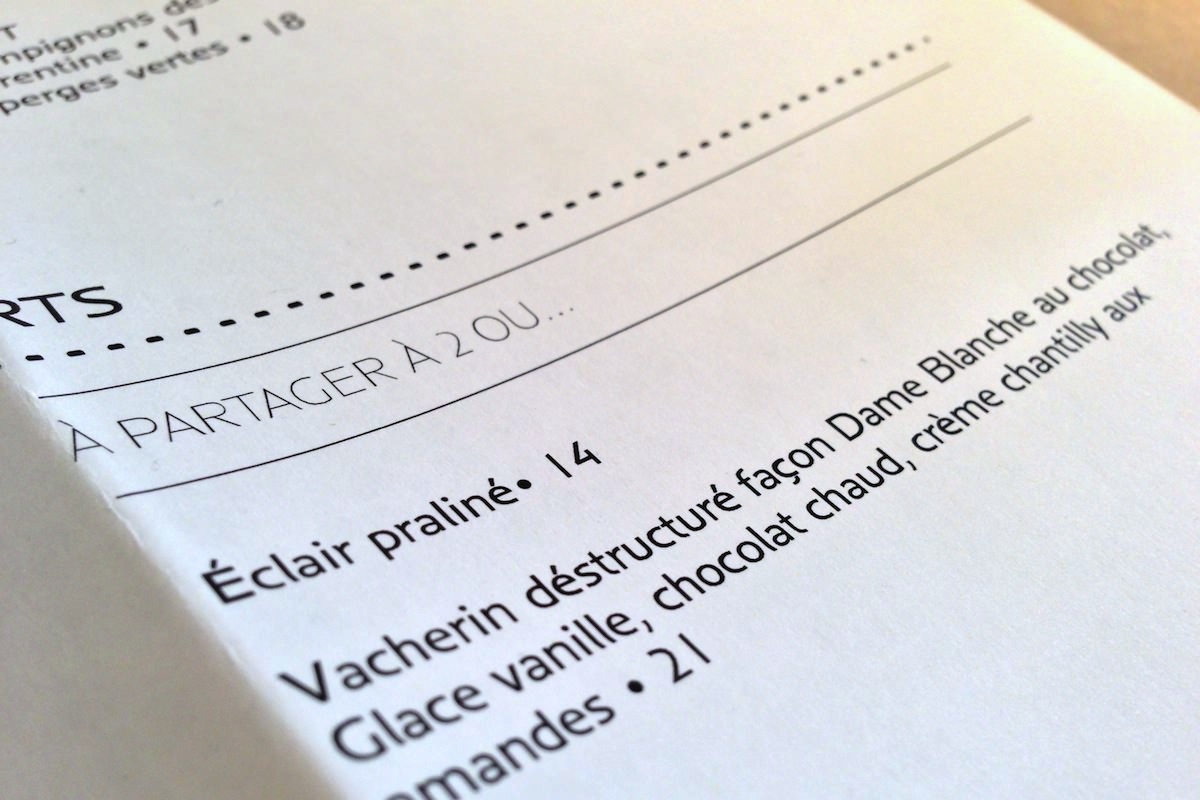 T
mpignons des
rentine • 17
perges vertes • 18
RTS
À PARTAGER À 2 OU...
Éclair praliné • 14
Vacherin déstructuré façon Dame Blanche au chocolat,
Glace vanille, chocolat chaud, crème chantilly aux
amandes • 21